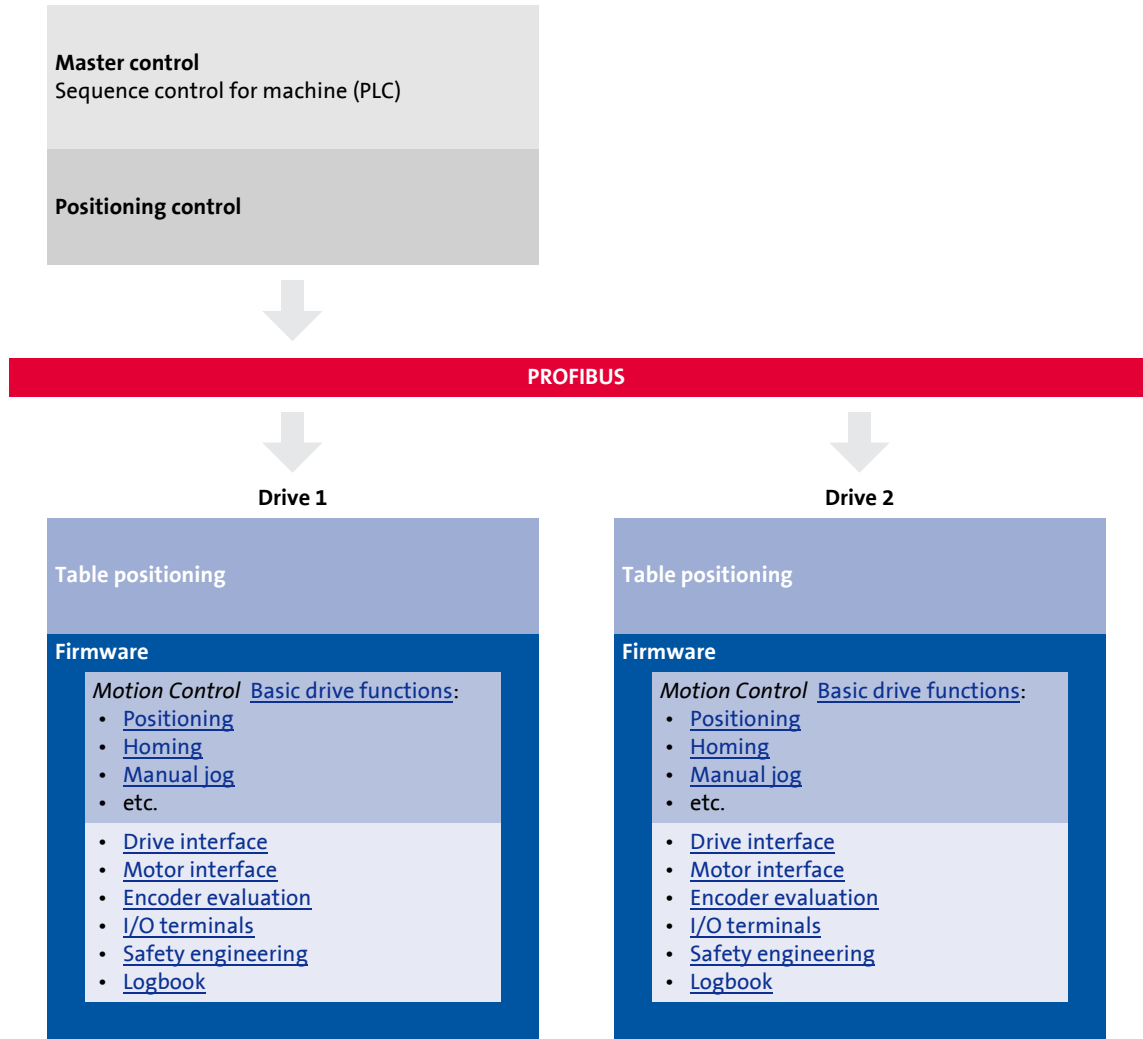 Master control
Sequence control for machine (PLC)
Positioning control
PROFIBUS
Drive 1
Table positioning
Firmware
Motion Control Basic drive functions:
• Positioning
• Homing
• Manual jog
• etc.
• Drive interface
• Motor interface
• Encoder evaluation
• I/O terminals
• Safety engineering
• Logbook
Drive 2
Table positioning
Firmware
Motion Control Basic drive functions:
• Positioning
• Homing
• Manual jog
• etc.
• Drive interface
• Motor interface
• Encoder evaluation
• I/O terminals
• Safety engineering
• Logbook